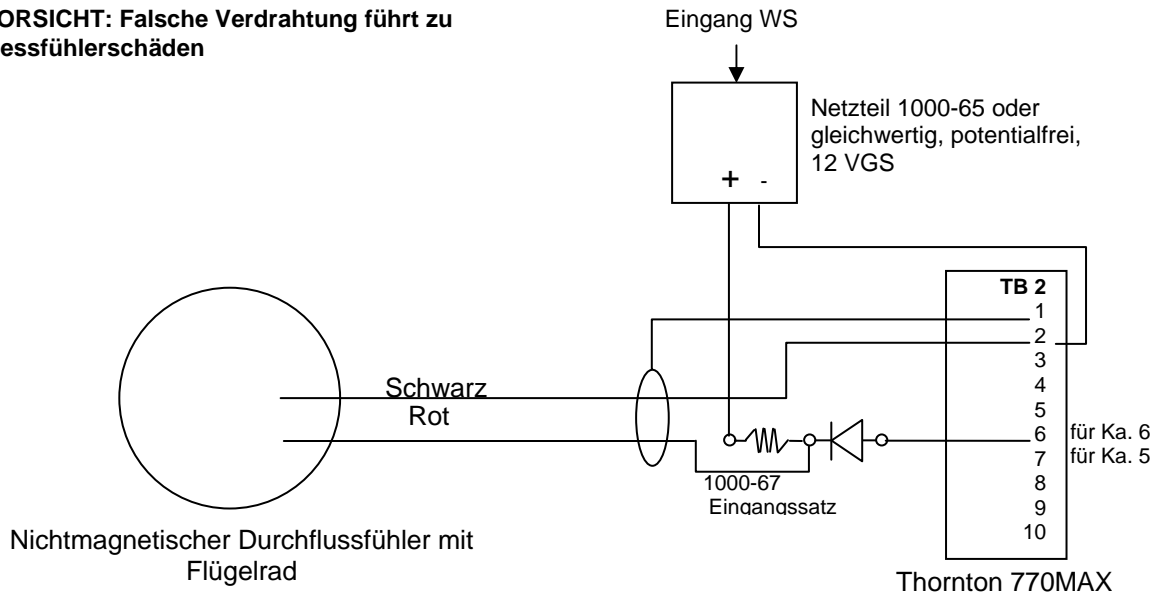 ORSICHT: Falsche Verdrahtung führt zu
essfühlerschäden
Eingang WS
Netzteil 1000-65 oder
gleichwertig, potentialfrei,
12 VGS
+ -
TB 2
1
2
3
4
5
6 für Ka. 6
7 für Ka. 5
8
9
10
Schwarz
Rot
1000-67
Eingangssatz
Nichtmagnetischer Durchflussfühler mit
Flügelrad
Thornton 770MAX